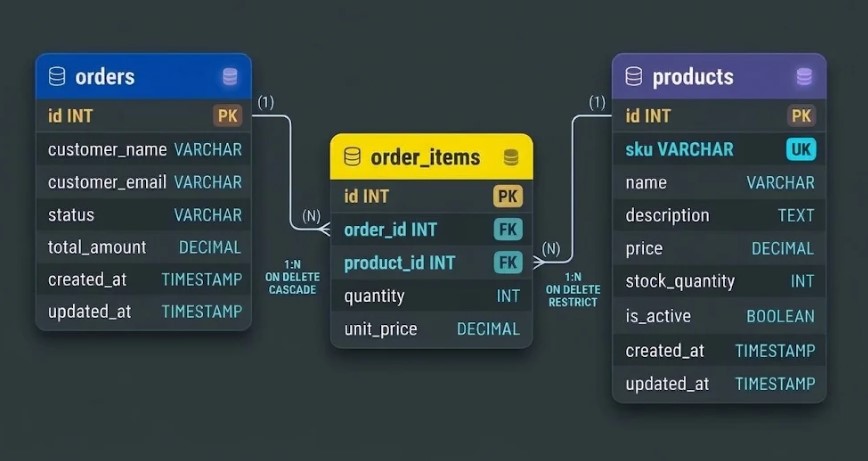 orders
id INT PK
customer_name VARCHAR
customer_email VARCHAR
status VARCHAR
total_amount DECIMAL
created_at TIMESTAMP
updated_at TIMESTAMP
(1)
(N)
1:N
ON DELETE
CASCADE
order_items
id INT PK
order_id INT FK
product_id INT FK
quantity INT
unit_price DECIMAL
(1)
(N)
1:N
ON DELETE
RESTRICT
products
id INT PK
sku VARCHAR UK
name VARCHAR
description TEXT
price DECIMAL
stock_quantity INT
is_active BOOLEAN
created_at TIMESTAMP
updated_at TIMESTAMP